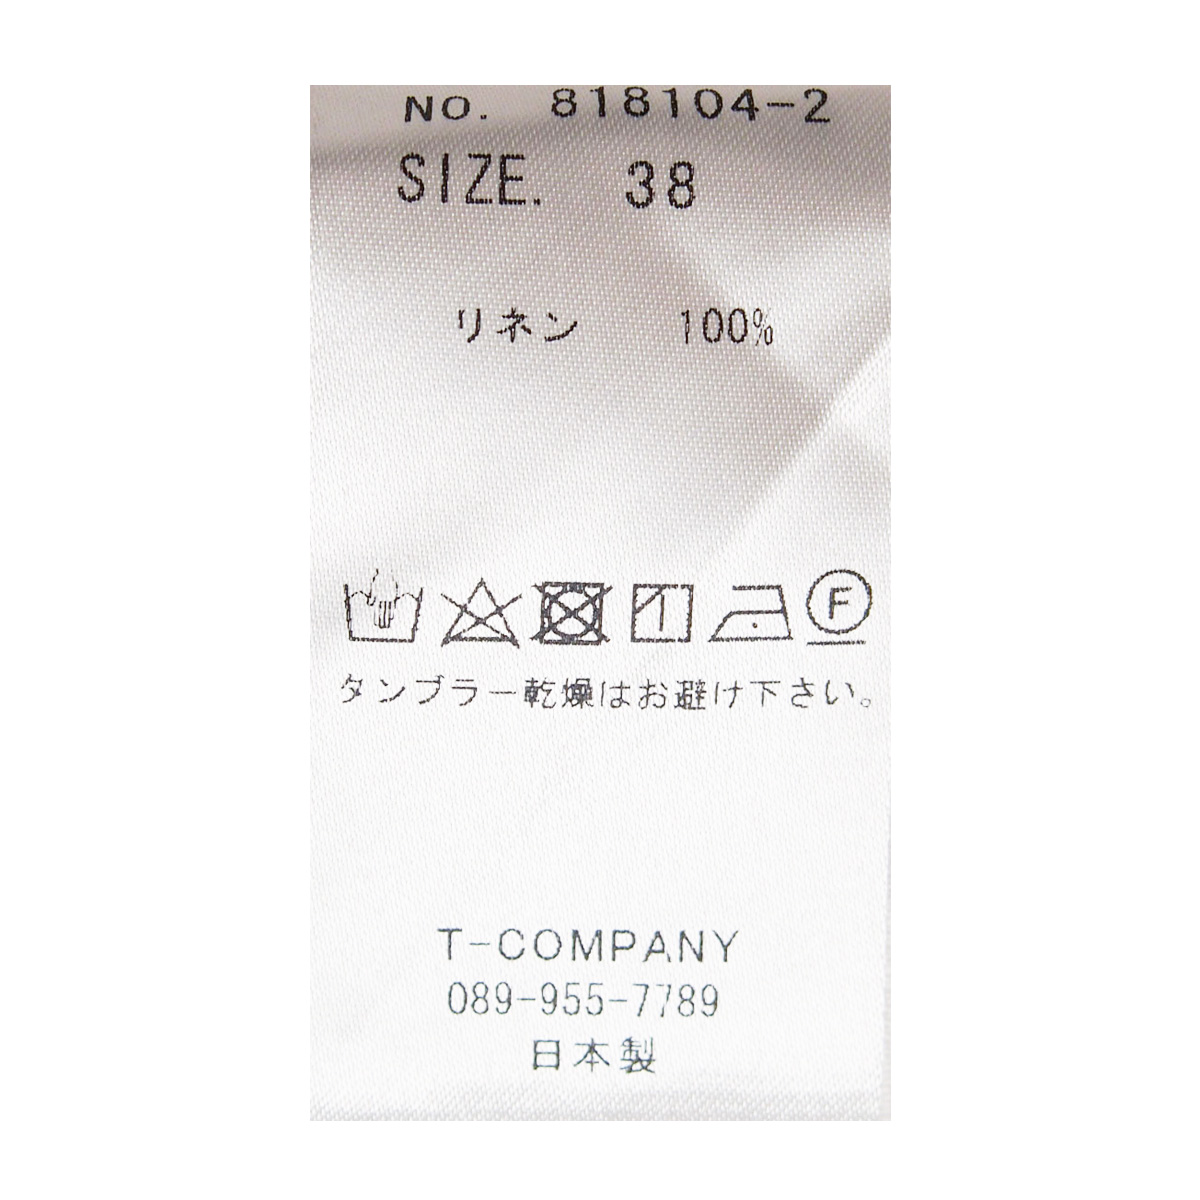 NO. 818104-2
SIZE. 38
リネン 100%
F
タンブラー乾燥はお避け下さい。
T-COMPANY
089-955-7789
日本製